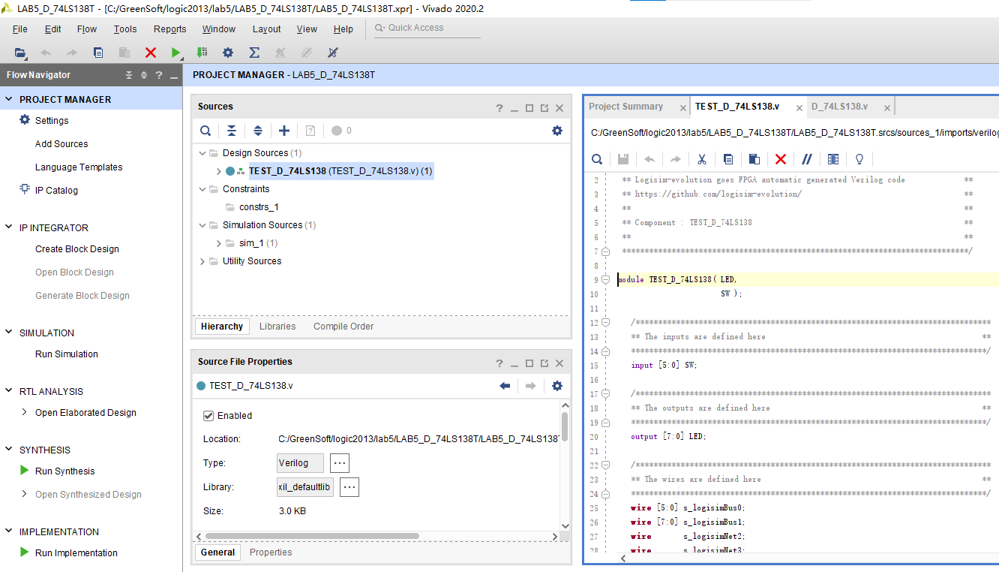 LAB5_D_74LS138T - [C:/GreenSoft/logic2013/lab5/LAB5_D_74LS138T/LAB5_D_74LS138T.xpr] - Vivado 2020.2
File Edit Flow Tools Reports Window Layout View Help Quick Access
Flow Navigator
PROJECT MANAGER
Settings
Add Sources
Language Templates
IP Catalog
IP INTEGRATOR
Create Block Design
Open Block Design
Generate Block Design
SIMULATION
Run Simulation
RTL ANALYSIS
Open Elaborated Design
SYNTHESIS
Run Synthesis
Open Synthesized Design
IMPLEMENTATION
Run Implementation
PROJECT MANAGER - LAB5_D_74LS138T
Sources
0
Design Sources (1)
TEST_D_74LS138 (TEST_D_74LS138.v) (1)
Constraints
constrs_1
Simulation Sources (1)
sim_1 (1)
Utility Sources
Hierarchy Libraries Compile Order
Source File Properties
TEST_D_74LS138.v
Enabled
Location: C:/GreenSoft/logic2013/lab5/LAB5_D_74LS138T/LAB5_D_74LS138T
Type: Verilog ...
Library: xil_defaultlib ...
Size: 3.0 KB
General Properties
Project Summary TEST_D_74LS138.v D_74LS138.v
C:/GreenSoft/logic2013/lab5/LAB5_D_74LS138T/LAB5_D_74LS138T.srcs/sources_1/imports/verilog
2 ** Logisim-evolution goes FPGA automatic generated Verilog code **
3 ** https://github.com/logisim-evolution/ **
4 ** **
5 ** Component : TEST_D_74LS138 **
6 ** **
7 *****************************************************************************/
8
9 module TEST_D_74LS138( LED,
10 SW );
11
12 /*******************************************************************************
13 ** The inputs are defined here **
14 *******************************************************************************/
15 input [5:0] SW;
16
17 /*******************************************************************************
18 ** The outputs are defined here **
19 *******************************************************************************/
20 output [7:0] LED;
21
22 /*******************************************************************************
23 ** The wires are defined here **
24 *******************************************************************************/
25 wire [5:0] s_logisimBus0;
26 wire [7:0] s_logisimBus1;
27 wire s_logisimNet2;
28 wire s_logisimNet3;